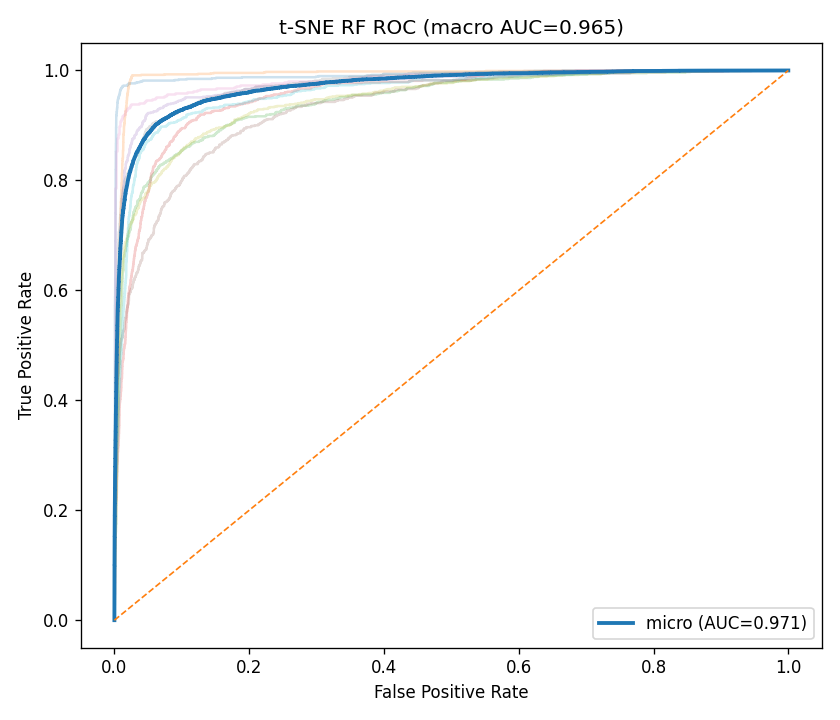 t-SNE RF ROC (macro AUC=0.965)
True Positive Rate
1.0
0.8
0.6
0.4
0.2
0.0
micro (AUC=0.971)
0.0 0.2 0.4 0.6 0.8 1.0
False Positive Rate